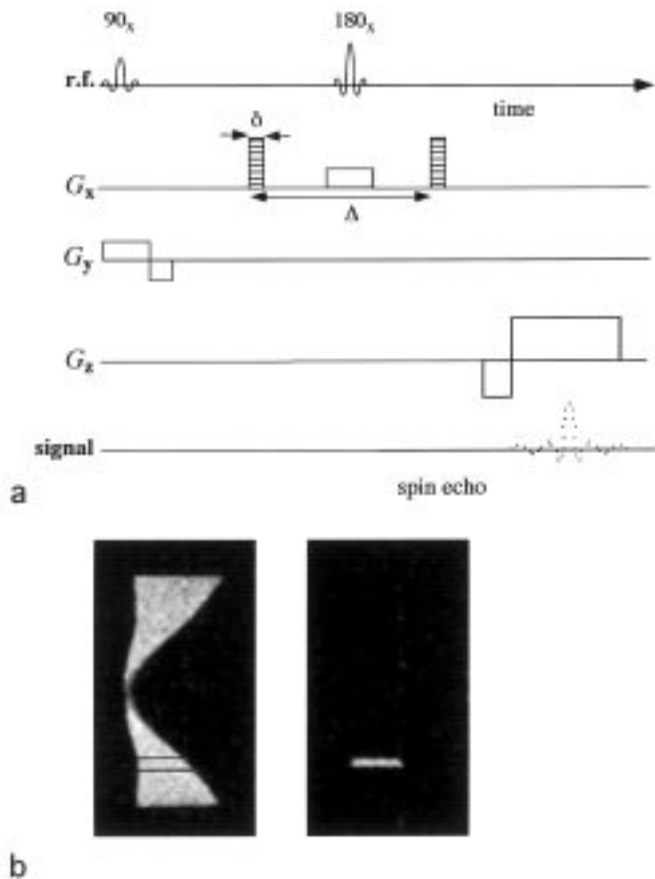 90x 180x
r.f.
time
δ
Gx
Δ
Gy
Gz
signal
spin echo
a
b